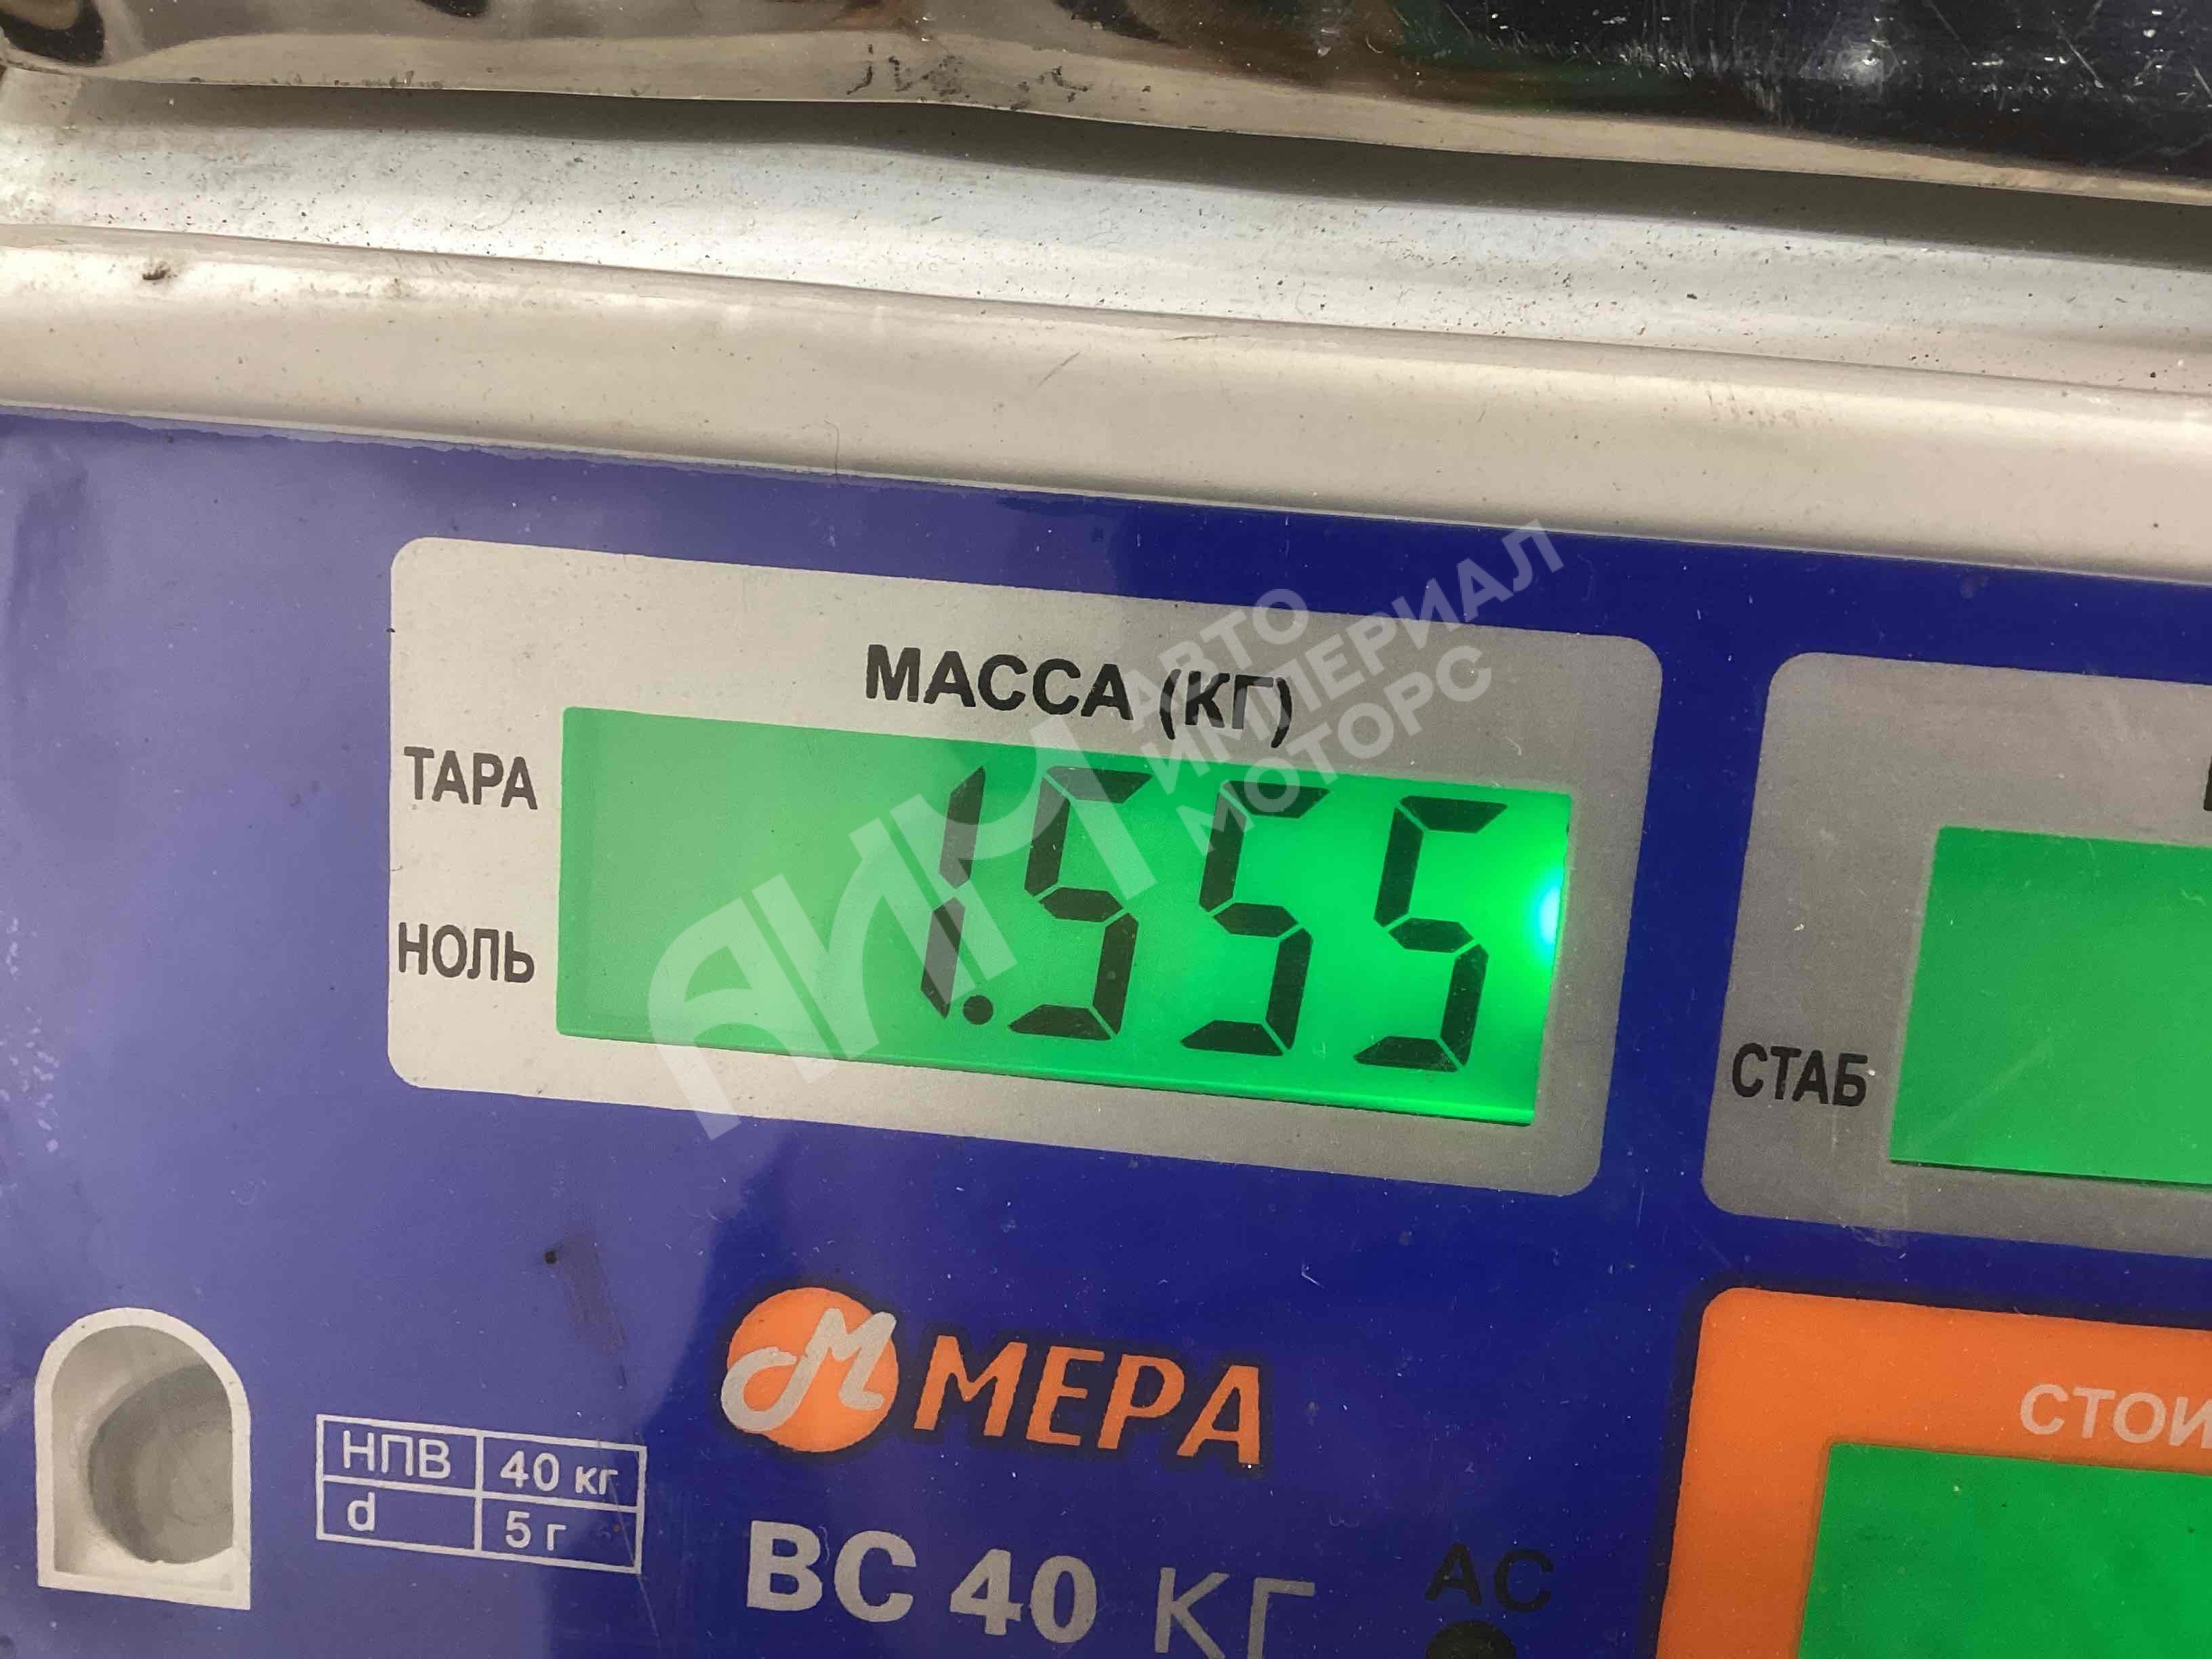 МАССА (КГ)
АВТО
ИМПЕРИАЛ
МОТОРС
АИМ
ТАРА
1.555
НОЛЬ
СТАБ
МЕРА
НПВ 40 кг
d 5 г
ВС 40 КГ
АС